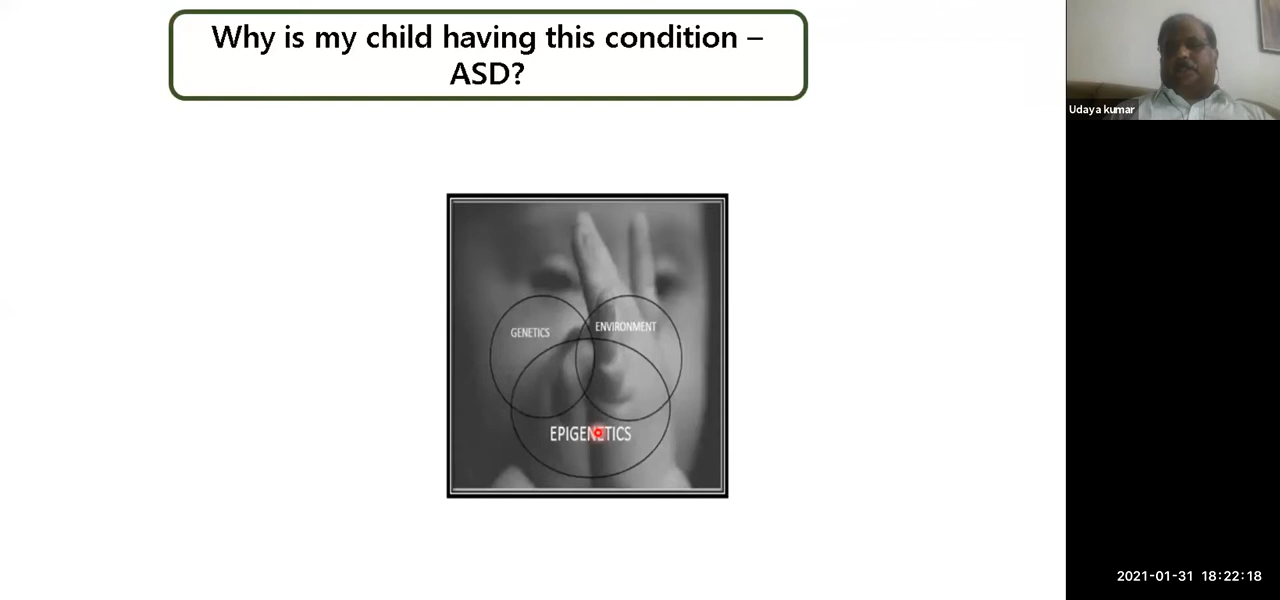 Why is my child having this condition –
ASD?
Udaya kumar
GENETICS
ENVIRONMENT
EPIGENETICS
2021-01-31 18:22:18